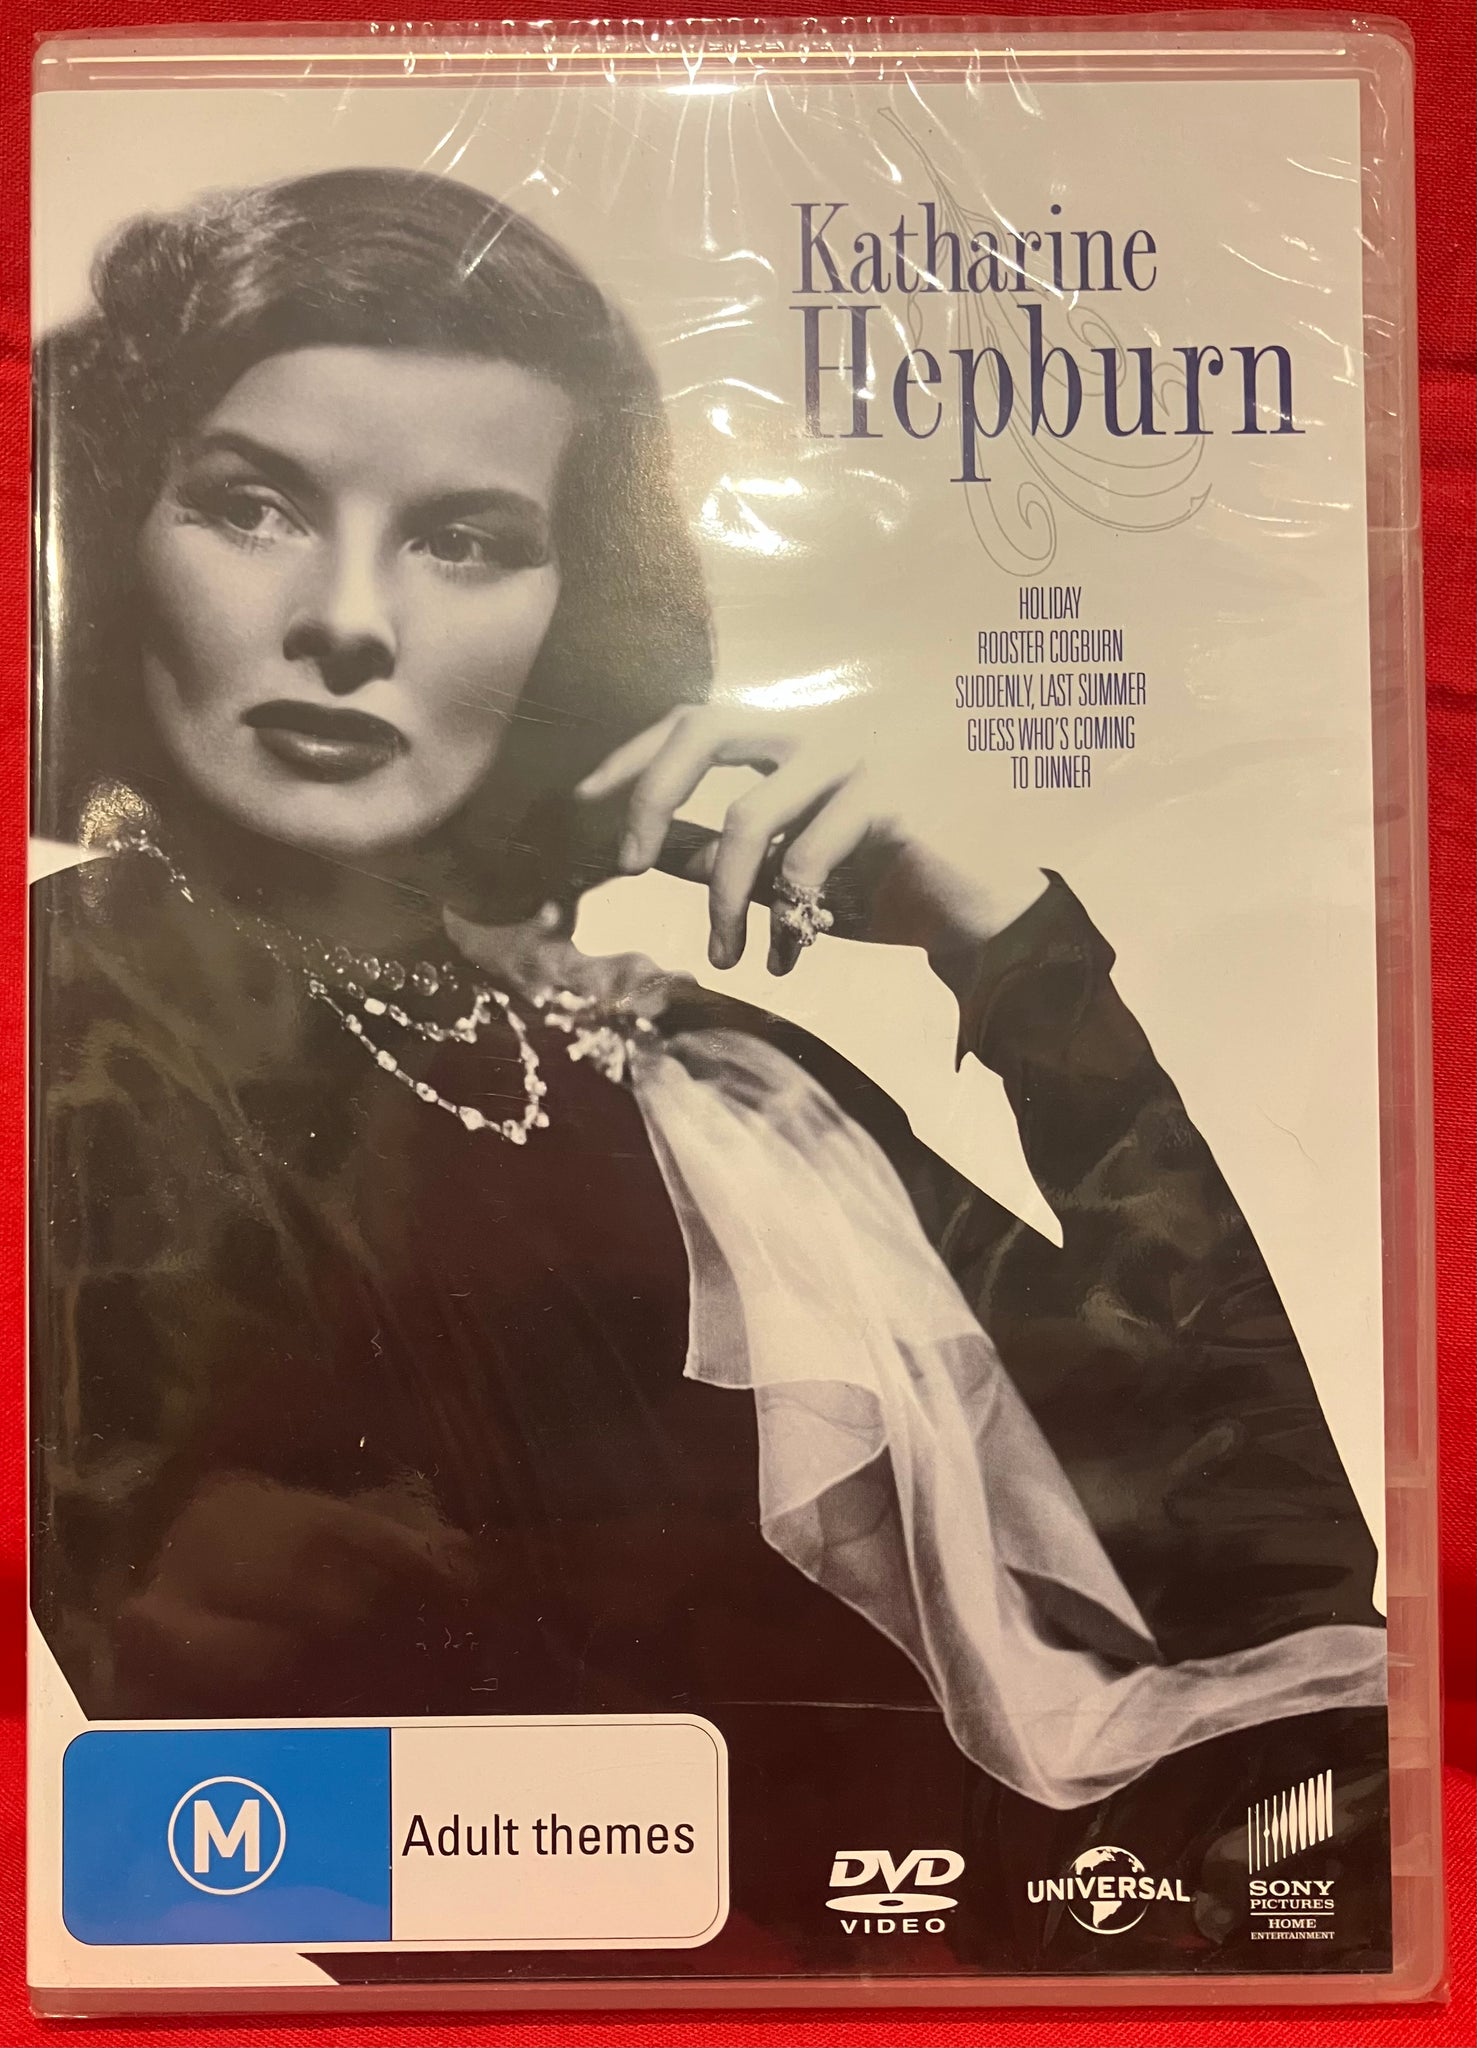 Katharine
Hepburn
HOLIDAY
ROOSTER COGBURN
SUDDENLY, LAST SUMMER
GUESS WHO'S COMING
TO DINNER
M
Adult themes
DVD
VIDEO
UNIVERSAL
SONY
PICTURES
HOME
ENTERTAINMENT